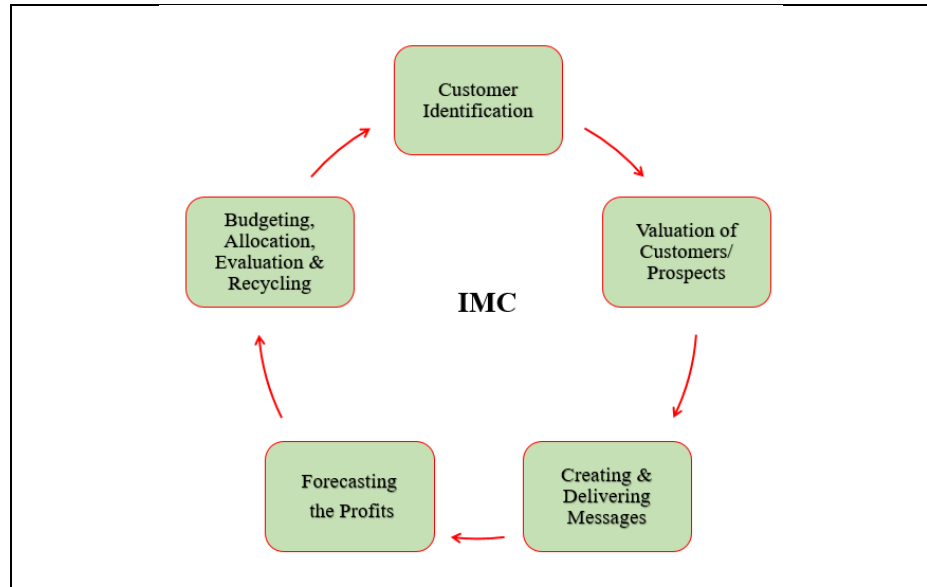 Customer
Identification
Valuation of
Customers/
Prospects
Creating &
Delivering
Messages
Forecasting
the Profits
Budgeting,
Allocation,
Evaluation &
Recycling
IMC